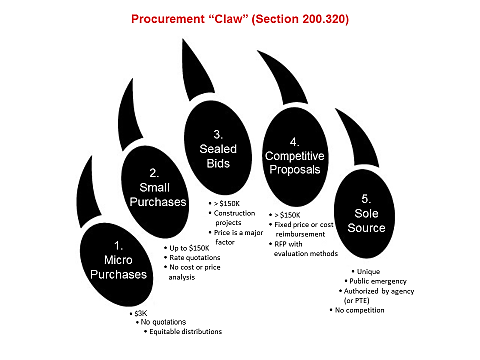 Procurement “Claw” (Section 200.320)
1.
Micro
Purchases
• $3K
• No quotations
• Equitable distributions
2.
Small
Purchases
• Up to $150K
• Rate quotations
• No cost or price
analysis
3.
Sealed
Bids
• > $150K
• Construction
projects
• Price is a major
factor
4.
Competitive
Proposals
• > $150K
• Fixed price or cost
reimbursement
• RFP with
evaluation methods
5.
Sole
Source
• Unique
• Public emergency
• Authorized by agency
(or PTE)
• No competition